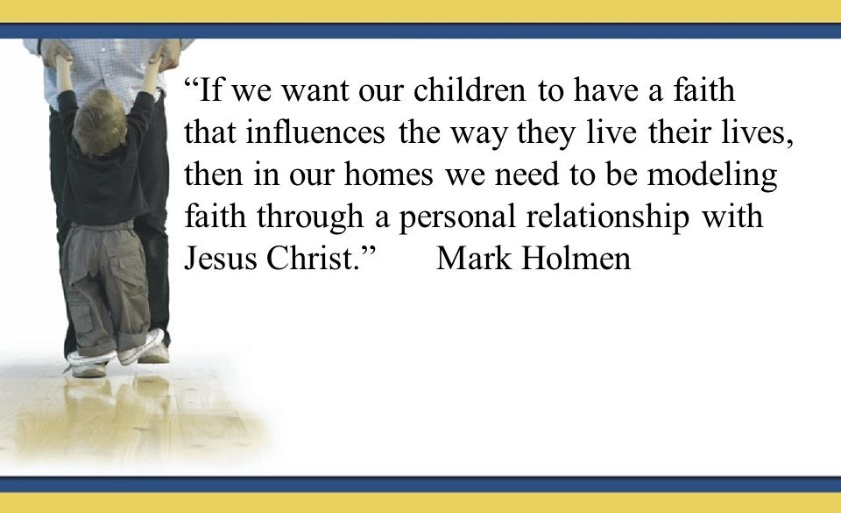 “If we want our children to have a faith
that influences the way they live their lives,
then in our homes we need to be modeling
faith through a personal relationship with
Jesus Christ.” Mark Holmen